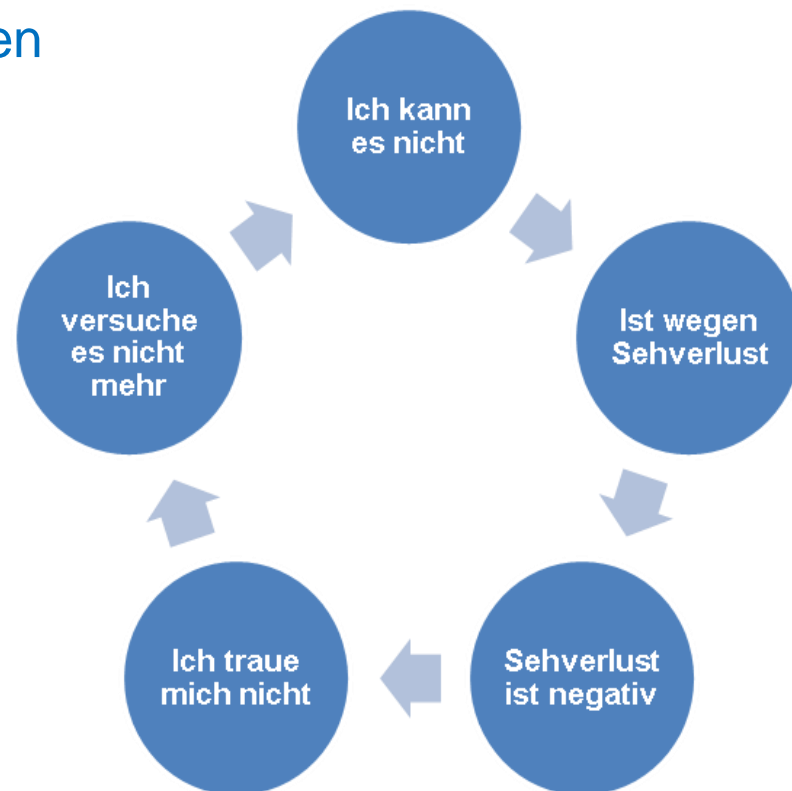 en
Ich kann
es nicht
Ist wegen
Sehverlust
Sehverlust
ist negativ
Ich traue
mich nicht
Ich
versuche
es nicht
mehr